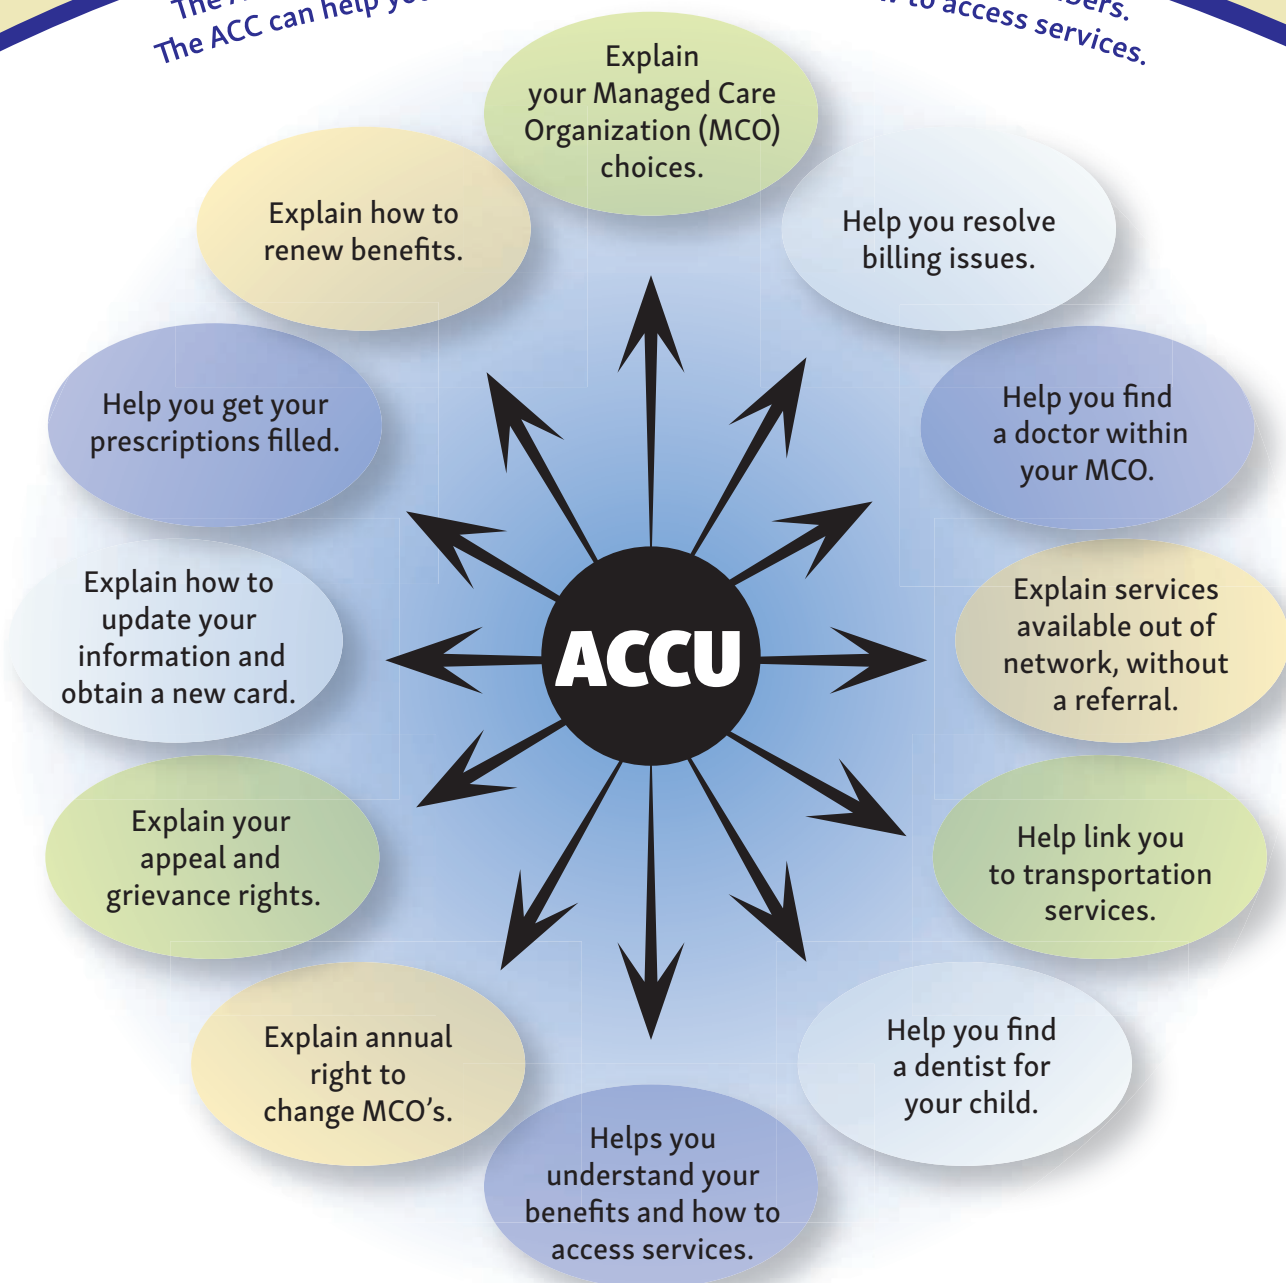 The
The ACC can help you
to access services.
Explain
your Managed Care
Organization (MCO)
choices.
Help you resolve
billing issues.
Help you find
a doctor within
your MCO.
Explain services
available out of
network, without
a referral.
Help link you
to transportation
services.
Help you find
a dentist for
your child.
Helps you
understand your
benefits and how to
access services.
Explain annual
right to
change MCO’s.
Explain your
appeal and
grievance rights.
Explain how to
update your
information and
obtain a new card.
Help you get your
prescriptions filled.
Explain how to
renew benefits.
ACCU